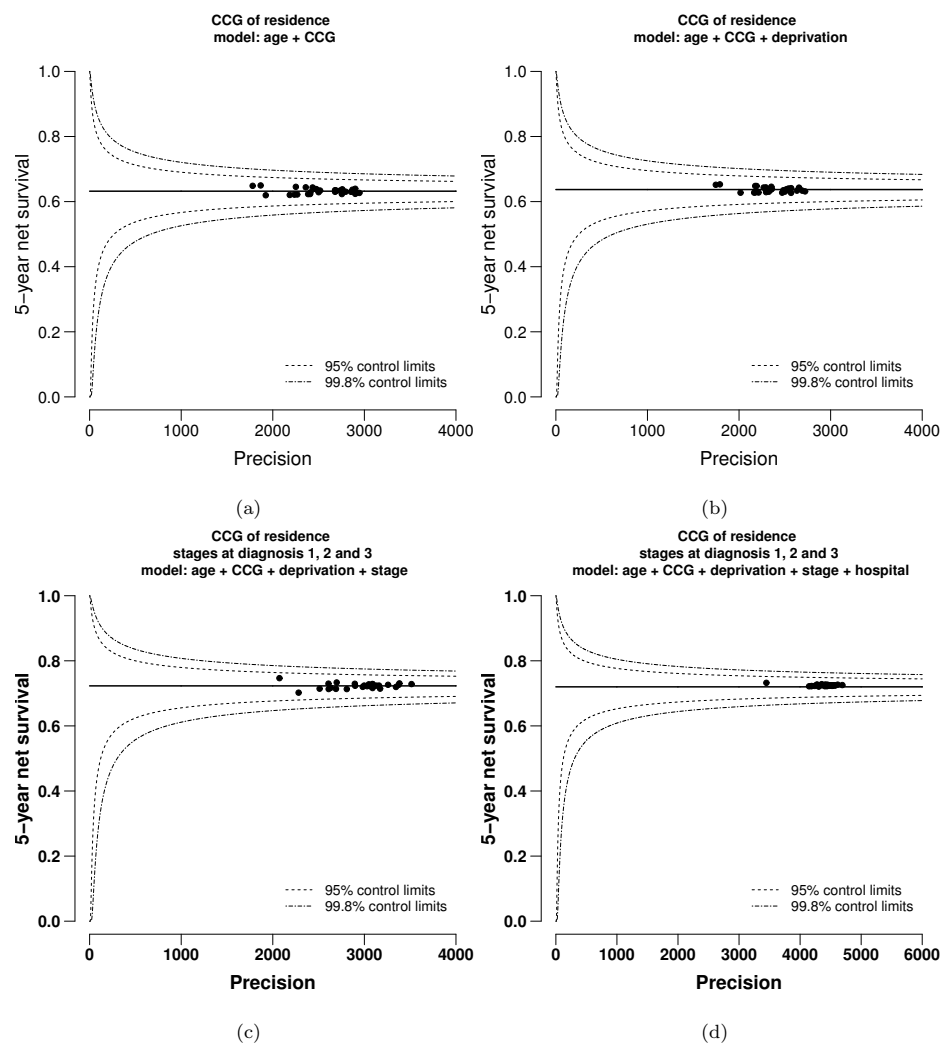 CCG of residence
model: age + CCG
5−year net survival
1.0
0.8
0.6
0.4
0.2
0.0
95% control limits
99.8% control limits
0 1000 2000 3000 4000
Precision
(a)
CCG of residence
model: age + CCG + deprivation
5−year net survival
1.0
0.8
0.6
0.4
0.2
0.0
95% control limits
99.8% control limits
0 1000 2000 3000 4000
Precision
(b)
CCG of residence
stages at diagnosis 1, 2 and 3
model: age + CCG + deprivation + stage
5−year net survival
1.0
0.8
0.6
0.4
0.2
0.0
95% control limits
99.8% control limits
0 1000 2000 3000 4000
Precision
(c)
CCG of residence
stages at diagnosis 1, 2 and 3
model: age + CCG + deprivation + stage + hospital
5−year net survival
1.0
0.8
0.6
0.4
0.2
0.0
95% control limits
99.8% control limits
0 1000 2000 3000 4000 5000 6000
Precision
(d)